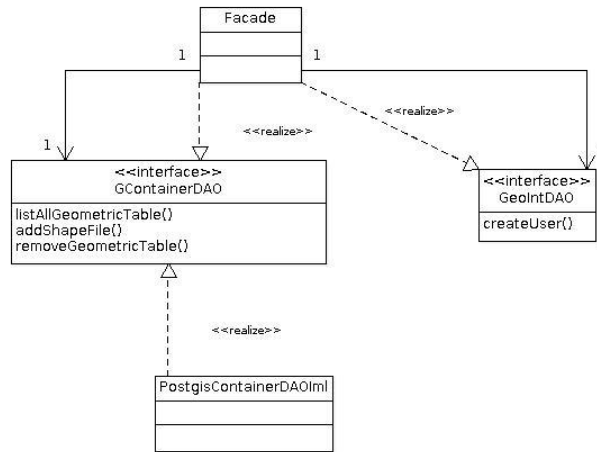 Facade
1
1
<<realize>>
<<realize>>
1
<<interface>>
GContainerDAO
listAllGeometricTable()
addShapeFile()
removeGeometricTable()
<<interface>>
GeoIntDAO
createUser()
<<realize>>
PostgisContainerDAOIml